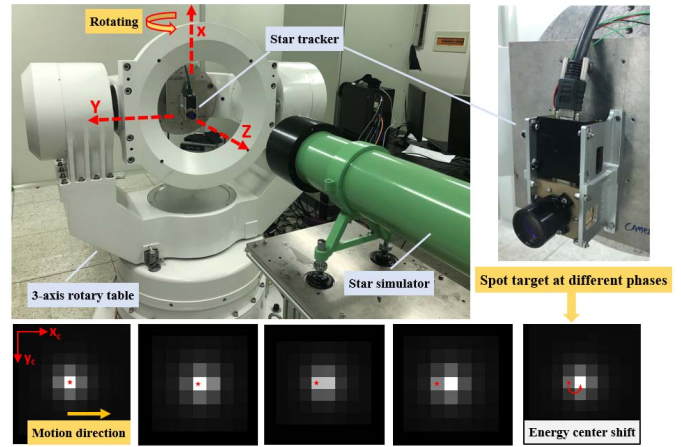 Rotating
X
Star tracker
Y
Z
3-axis rotary table
Star simulator
CAME
Spot target at different phases
Xc
Yc
Motion direction
Energy center shift